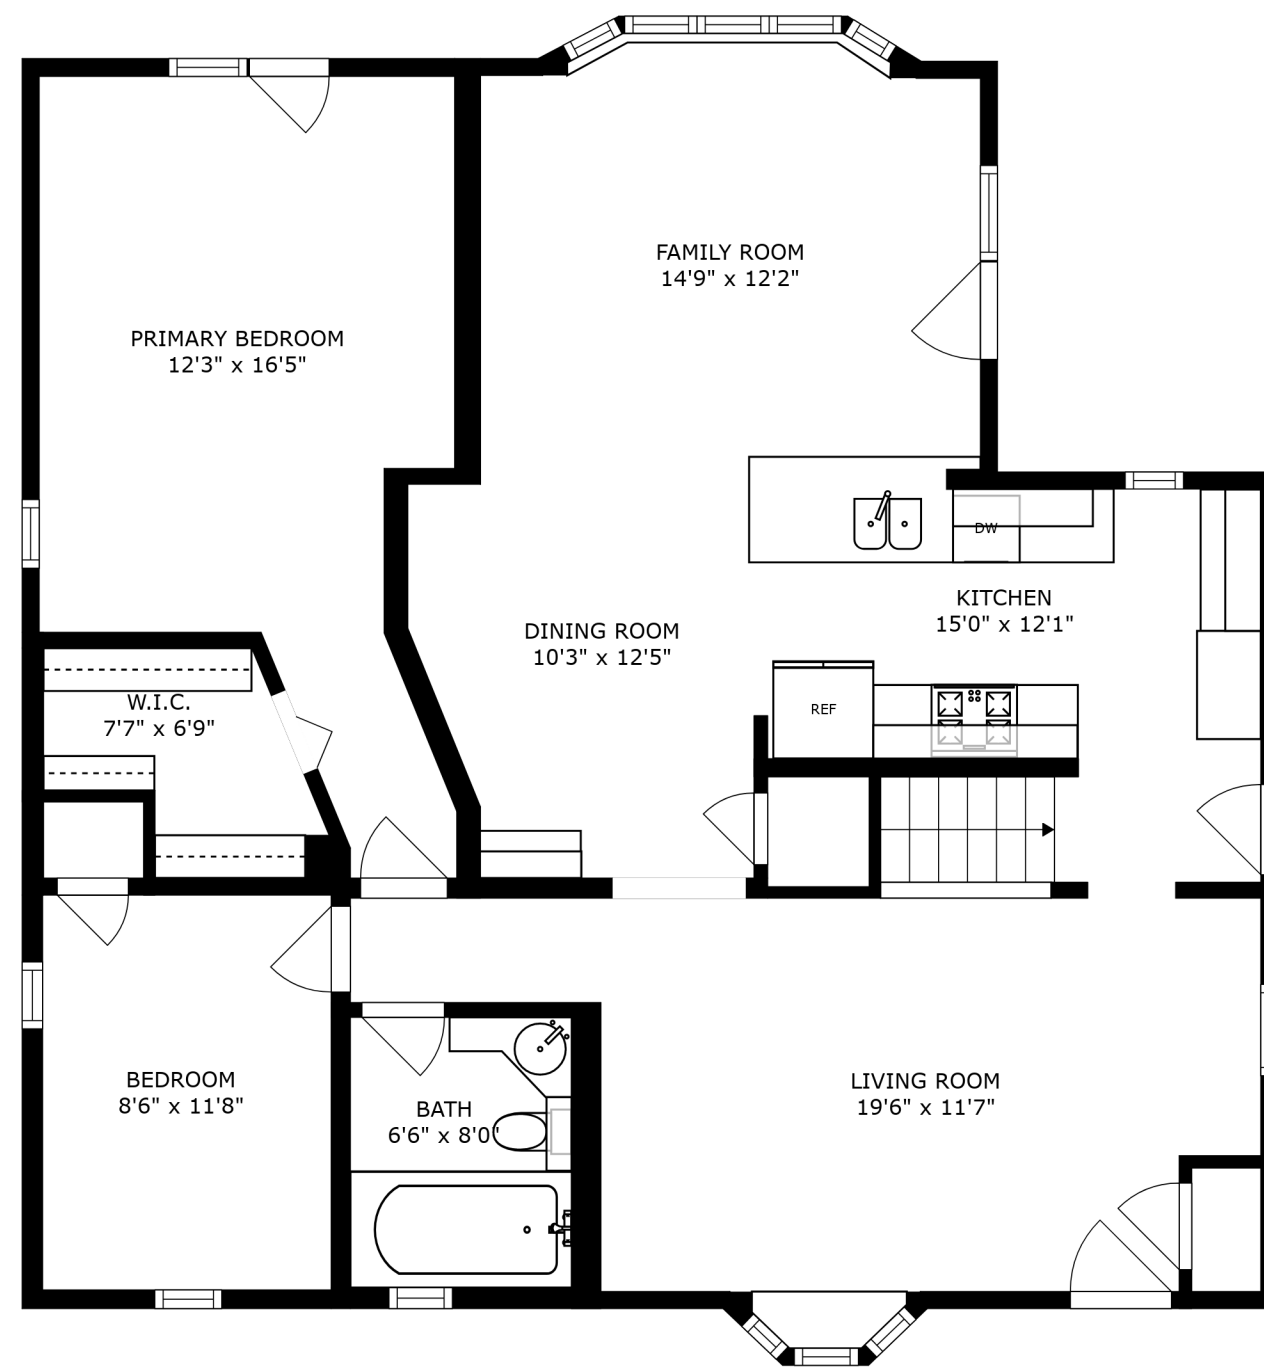 FAMILY ROOM
14'9" x 12'2"
PRIMARY BEDROOM
12'3" x 16'5"
DW
KITCHEN
15'0" x 12'1"
DINING ROOM
10'3" x 12'5"
W.I.C.
7'7" x 6'9"
REF
BEDROOM
8'6" x 11'8"
BATH
6'6" x 8'0"
LIVING ROOM
19'6" x 11'7"